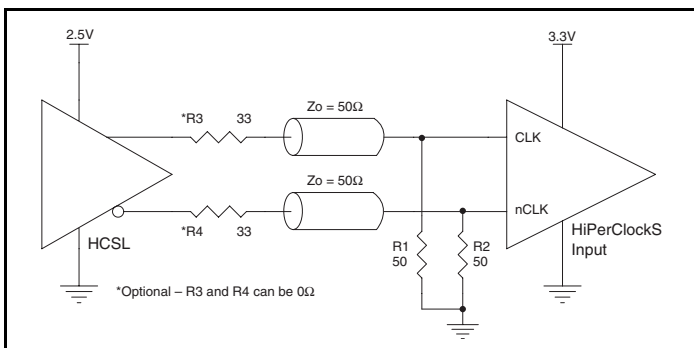 2.5V
3.3V
*R3 33
Zo = 50Ω
CLK
Zo = 50Ω
nCLK
*R4 33
HCSL
R1
50
R2
50
HiPerClockS
Input
*Optional – R3 and R4 can be 0Ω